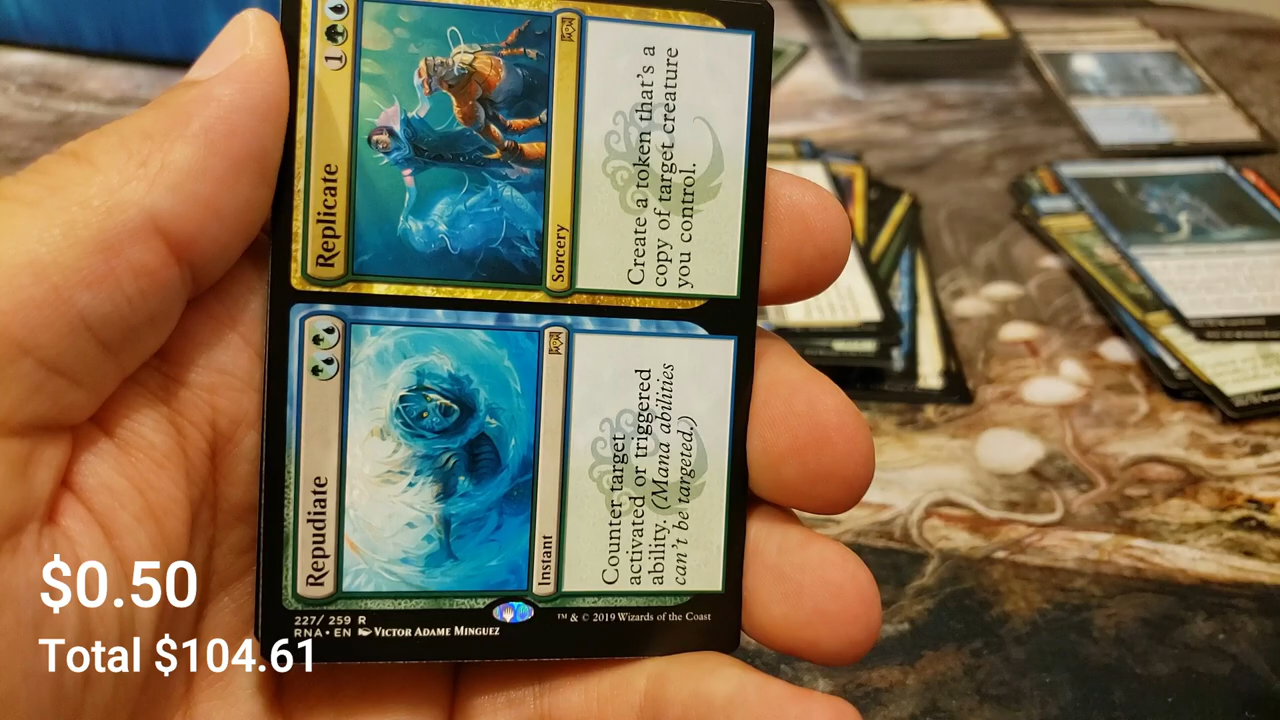 Replicate
1
Sorcery
Create a token that's a
copy of target creature
you control.
Repudiate
Instant
Counter target
activated or triggered
ability. (Mana abilities
can't be targeted.)
227/ 259 R
RNA • EN VICTOR ADAME MINGUEZ
™ & © 2019 Wizards of the Coast
$0.50
Total $104.61